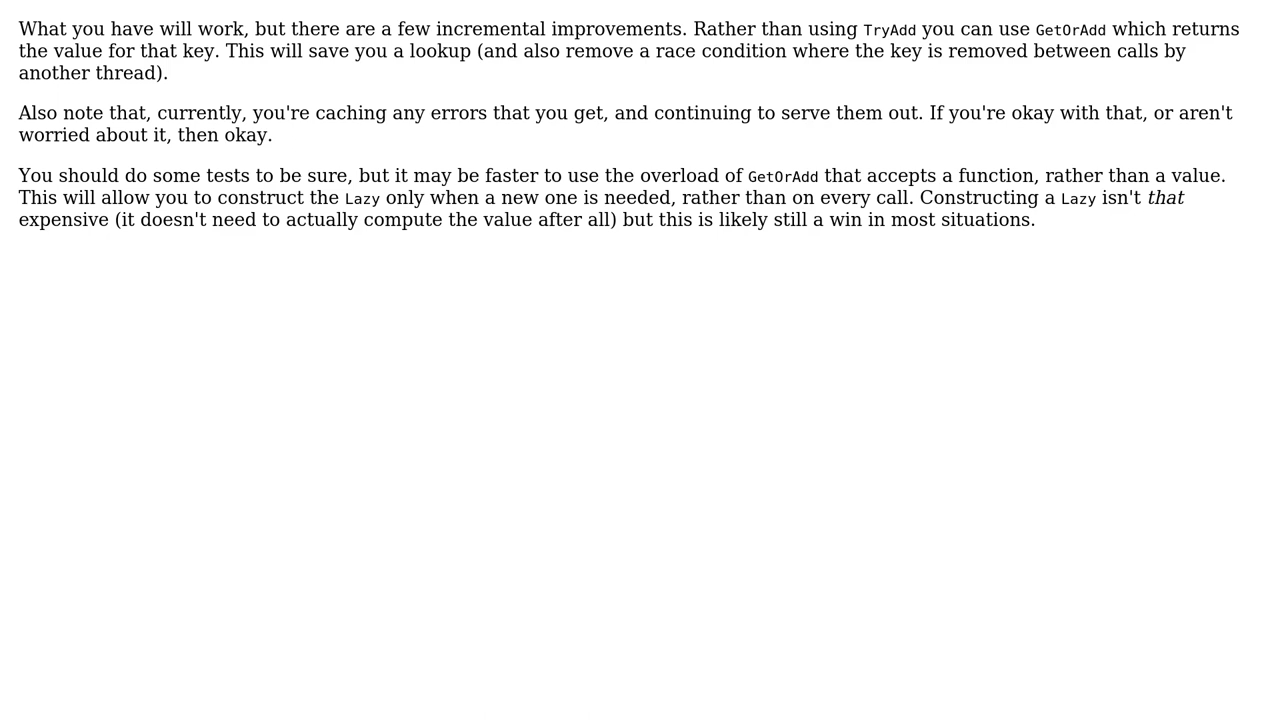 What you have will work, but there are a few incremental improvements. Rather than using TryAdd you can use GetOrAdd which returns
the value for that key. This will save you a lookup (and also remove a race condition where the key is removed between calls by
another thread).
Also note that, currently, you're caching any errors that you get, and continuing to serve them out. If you're okay with that, or aren't
worried about it, then okay.
You should do some tests to be sure, but it may be faster to use the overload of GetOrAdd that accepts a function, rather than a value.
This will allow you to construct the Lazy only when a new one is needed, rather than on every call. Constructing a Lazy isn't that
expensive (it doesn't need to actually compute the value after all) but this is likely still a win in most situations.